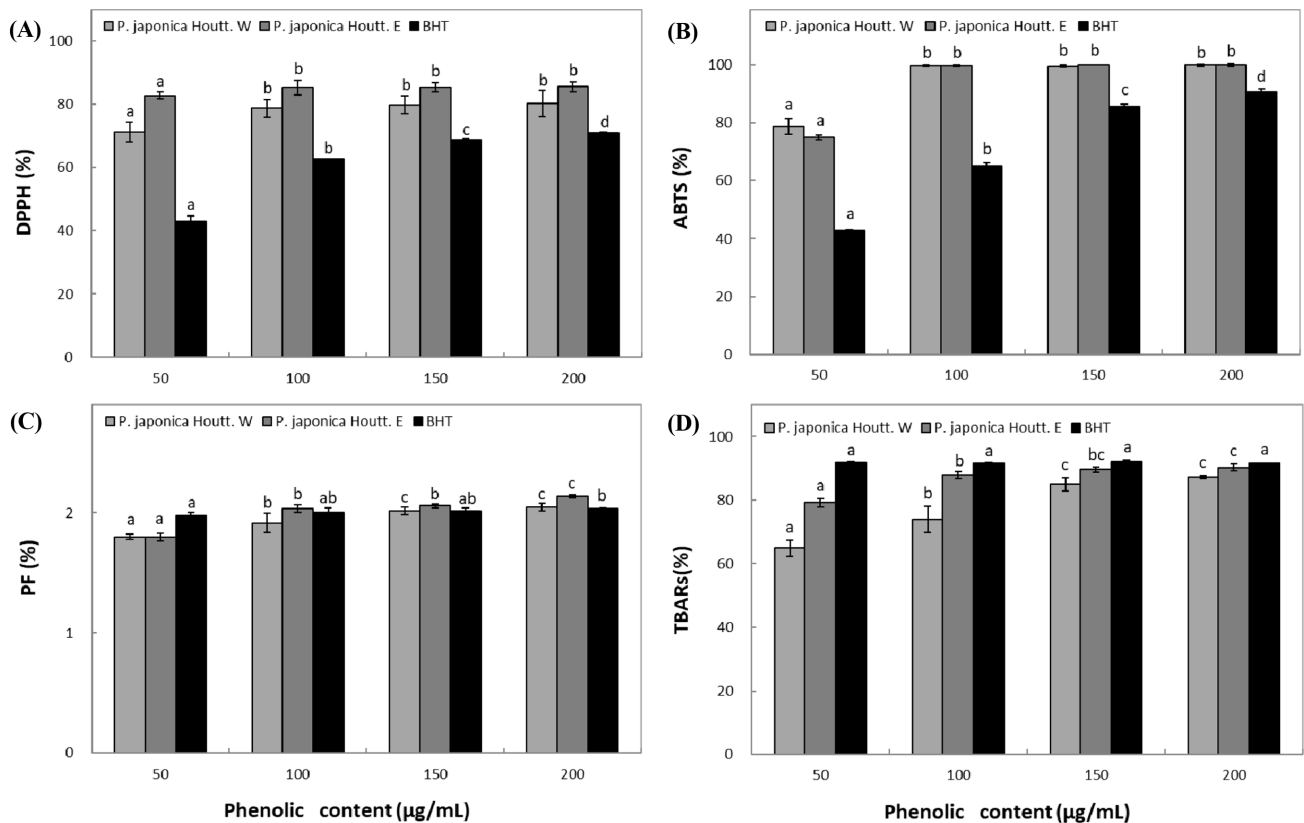 (A)
P. japonica Houtt. W P. japonica Houtt. E BHT
100
80
60
40
20
0
DPPH (%)
a a a
b b b
b b c
b b d
50 100 150 200
(B)
P. japonica Houtt. W P. japonica Houtt. E BHT
100
80
60
40
20
0
ABTS (%)
a a a
b b b
b b c
b b d
50 100 150 200
(C)
P. japonica Houtt. W P. japonica Houtt. E BHT
2
1
0
PF (%)
a a a
b b ab
c b ab
c c b
50 100 150 200
Phenolic content (µg/mL)
(D)
P. japonica Houtt. W P. japonica Houtt. E BHT
100
80
60
40
20
0
TBARs(%)
a a a
b b a
c bc a
c c a
50 100 150 200
Phenolic content (µg/mL)